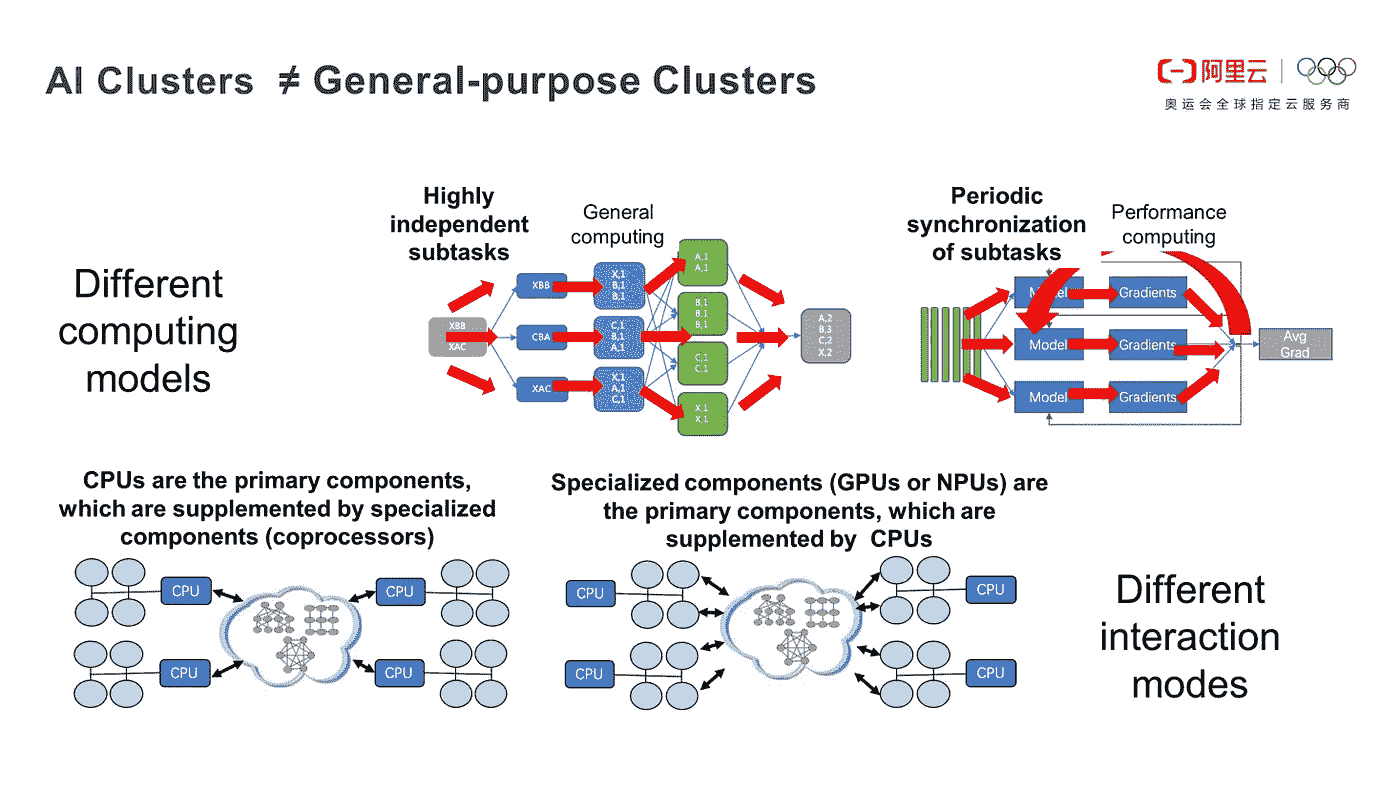 AI Clusters ≠ General-purpose Clusters
阿里云
奥运会全球指定云服务商
Different
computing
models
Highly
independent
subtasks
General
computing
XBB
XAC
XBB
CBA
XAC
X,1
B,1
B,1
C,1
B,1
A,1
X,1
A,1
C,1
A,1
A,1
B,1
B,1
B,1
C,1
C,1
X,1
X,1
A,2
B,3
C,2
X,2
Periodic
synchronization
of subtasks
Performance
computing
Model
Gradients
Model
Gradients
Model
Gradients
Avg
Grad
CPUs are the primary components,
which are supplemented by specialized
components (coprocessors)
CPU
CPU
CPU
CPU
Specialized components (GPUs or NPUs) are
the primary components, which are
supplemented by CPUs
CPU
CPU
CPU
CPU
Different
interaction
modes